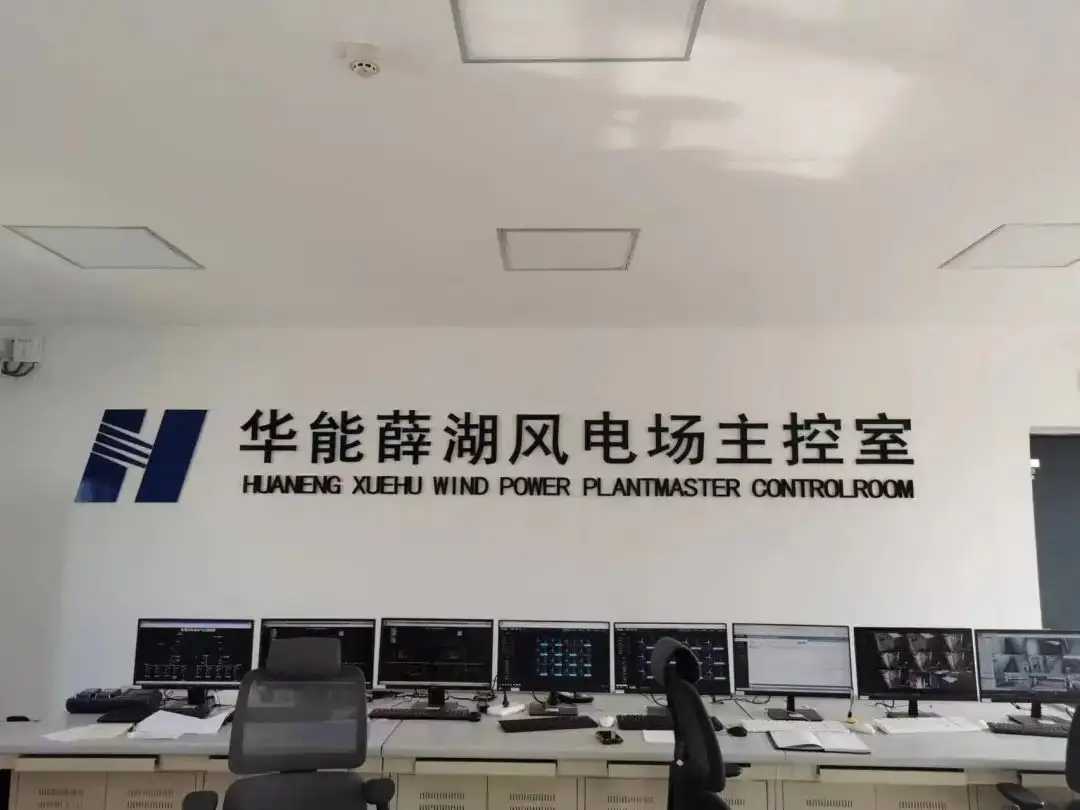 华能薛湖风电场主控室
HUANENG XUEHU WIND POWER PLANTMASTER CONTROLROOM